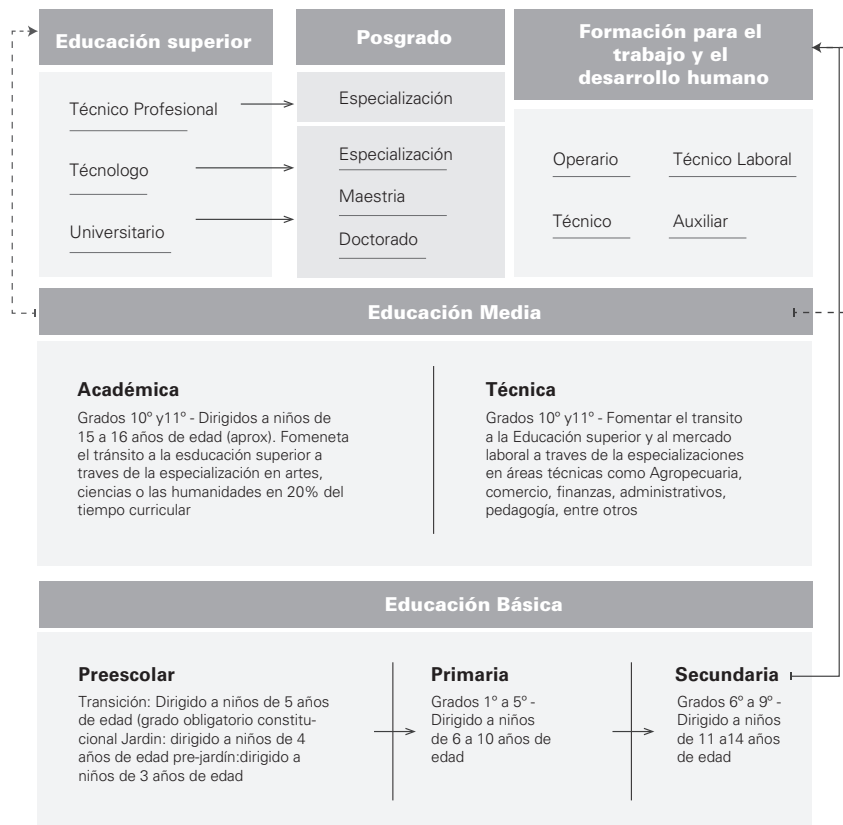 Educación superior
Técnico Profesional
Técnologo
Universitario
Posgrado
Especialización
Especialización
Maestria
Doctorado
Formación para el
trabajo y el
desarrollo humano
Operario
Técnico Laboral
Técnico
Auxiliar
Educación Media
Académica
Grados 10º y11º - Dirigidos a niños de
15 a 16 años de edad (aprox). Fomeneta
el tránsito a la esducación superior a
traves de la especialización en artes,
ciencias o las humanidades en 20% del
tiempo curricular
Técnica
Grados 10º y11º - Fomentar el transito
a la Educación superior y al mercado
laboral a traves de la especializaciones
en áreas técnicas como Agropecuaria,
comercio, finanzas, administrativos,
pedagogía, entre otros
Educación Básica
Preescolar
Transición: Dirigido a niños de 5 años
de edad (grado obligatorio constitu-
cional Jardin: dirigido a niños de 4
años de edad pre-jardín:dirigido a
niños de 3 años de edad
Primaria
Grados 1º a 5º -
Dirigido a niños
de 6 a 10 años de
edad
Secundaria
Grados 6º a 9º -
Dirigido a niños
de 11 a14 años
de edad